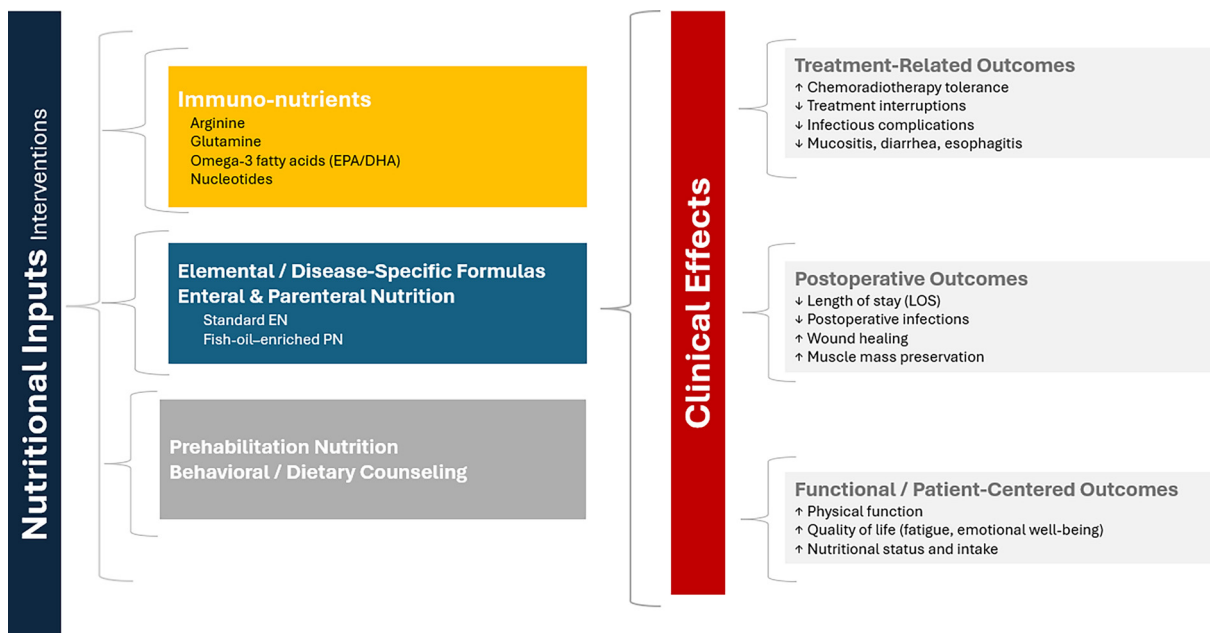 Nutritional Inputs Interventions
Immuno-nutrients
Arginine
Glutamine
Omega-3 fatty acids (EPA/DHA)
Nucleotides
Elemental / Disease-Specific Formulas
Enteral & Parenteral Nutrition
Standard EN
Fish-oil–enriched PN
Prehabilitation Nutrition
Behavioral / Dietary Counseling
Clinical Effects
Treatment-Related Outcomes
↑ Chemoradiotherapy tolerance
↓ Treatment interruptions
↓ Infectious complications
↓ Mucositis, diarrhea, esophagitis
Postoperative Outcomes
↓ Length of stay (LOS)
↓ Postoperative infections
↑ Wound healing
↑ Muscle mass preservation
Functional / Patient-Centered Outcomes
↑ Physical function
↑ Quality of life (fatigue, emotional well-being)
↑ Nutritional status and intake